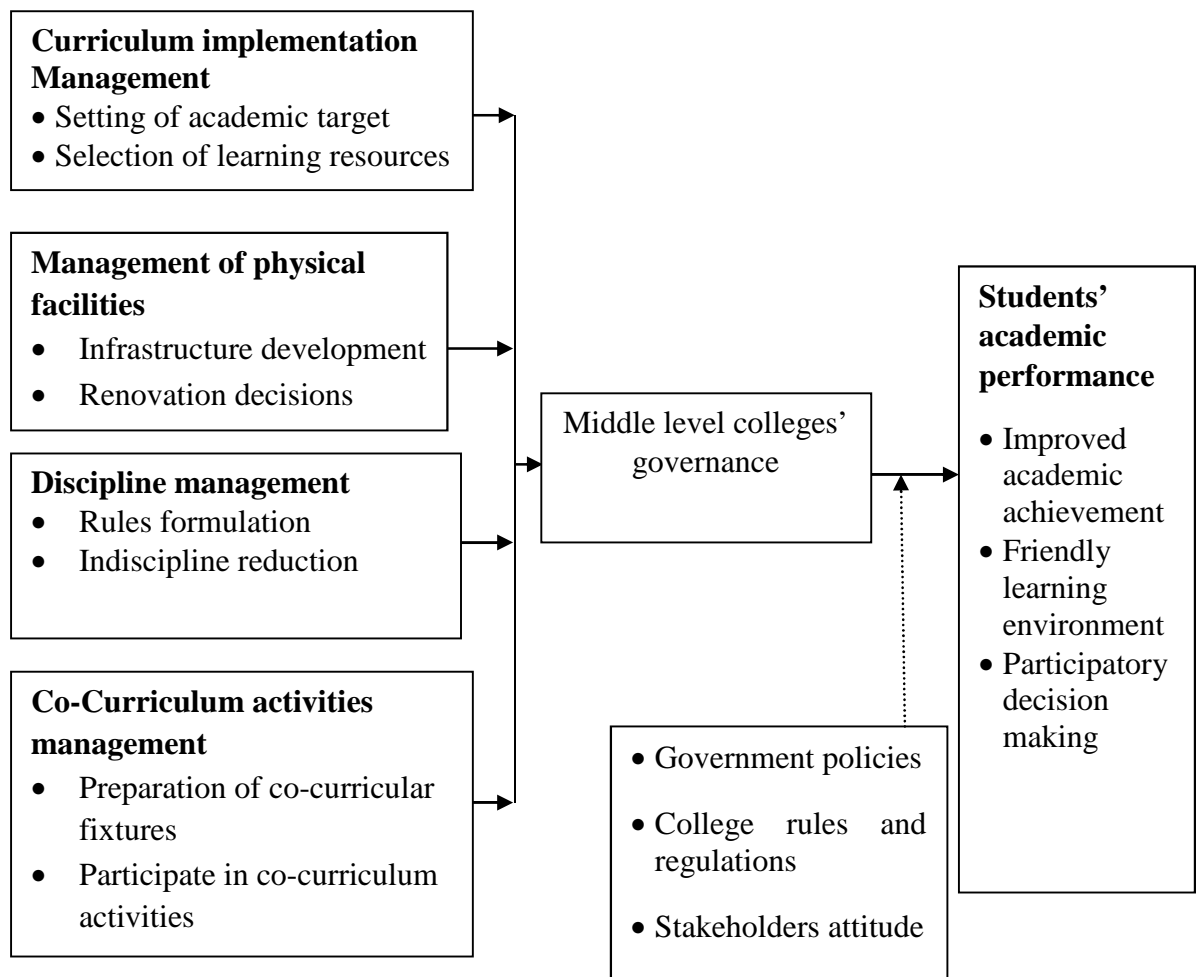 Curriculum implementation
Management
• Setting of academic target
• Selection of learning resources
Management of physical
facilities
• Infrastructure development
• Renovation decisions
Discipline management
• Rules formulation
• Indiscipline reduction
Co-Curriculum activities
management
• Preparation of co-curricular
fixtures
• Participate in co-curriculum
activities
Middle level colleges’
governance
• Government policies
• College rules and
regulations
• Stakeholders attitude
Students’
academic
performance
• Improved
academic
achievement
• Friendly
learning
environment
• Participatory
decision
making